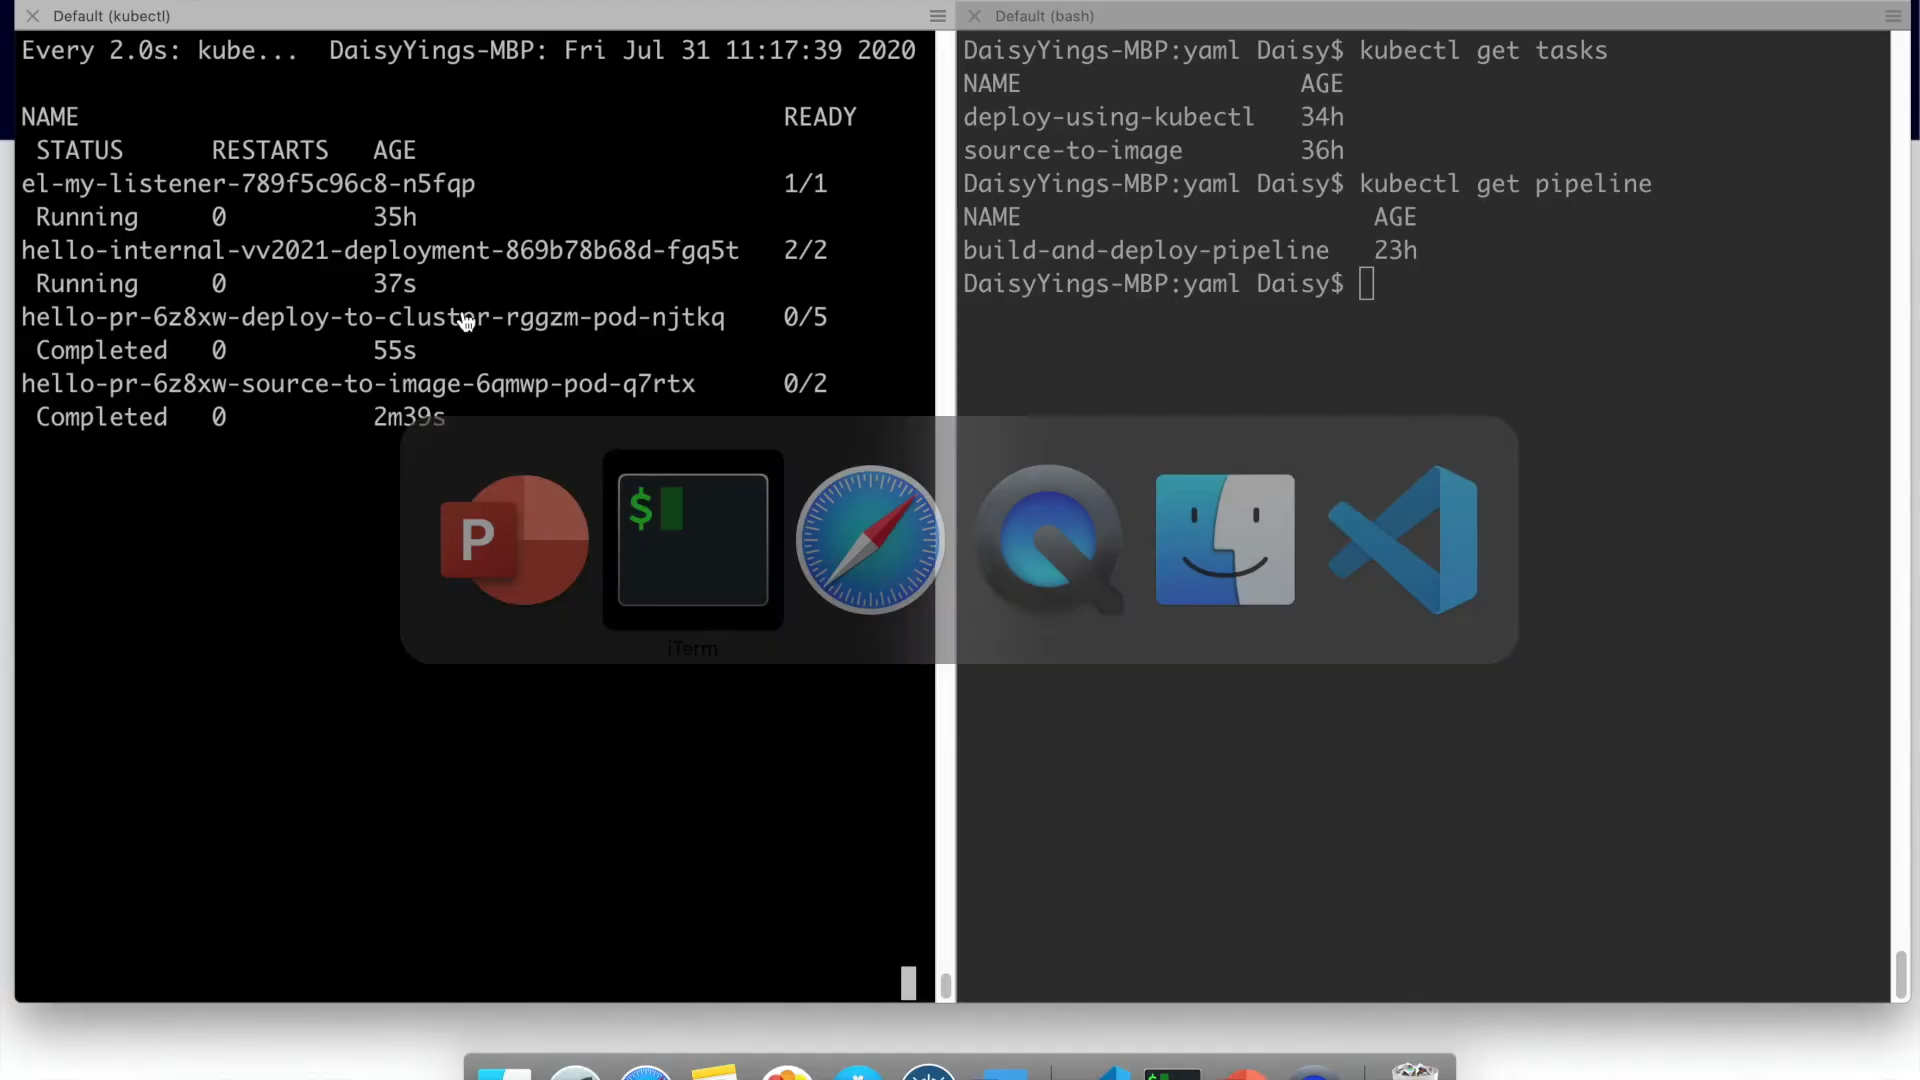 Default (kubectl)
Every 2.0s: kube... DaisyYings-MBP: Fri Jul 31 11:17:39 2020
NAME READY
STATUS RESTARTS AGE
el-my-listener-789f5c96c8-n5fqp 1/1
Running 0 35h
hello-internal-vv2021-deployment-869b78b68d-fgq5t 2/2
Running 0 37s
hello-pr-6z8xw-deploy-to-cluster-rggzm-pod-njtkq 0/5
Completed 0 55s
hello-pr-6z8xw-source-to-image-6qmwp-pod-q7rtx 0/2
Completed 0 2m39s
Default (bash)
DaisyYings-MBP:yaml Daisy$ kubectl get tasks
NAME AGE
deploy-using-kubectl 34h
source-to-image 36h
DaisyYings-MBP:yaml Daisy$ kubectl get pipeline
NAME AGE
build-and-deploy-pipeline 23h
DaisyYings-MBP:yaml Daisy$
P
$
iTerm